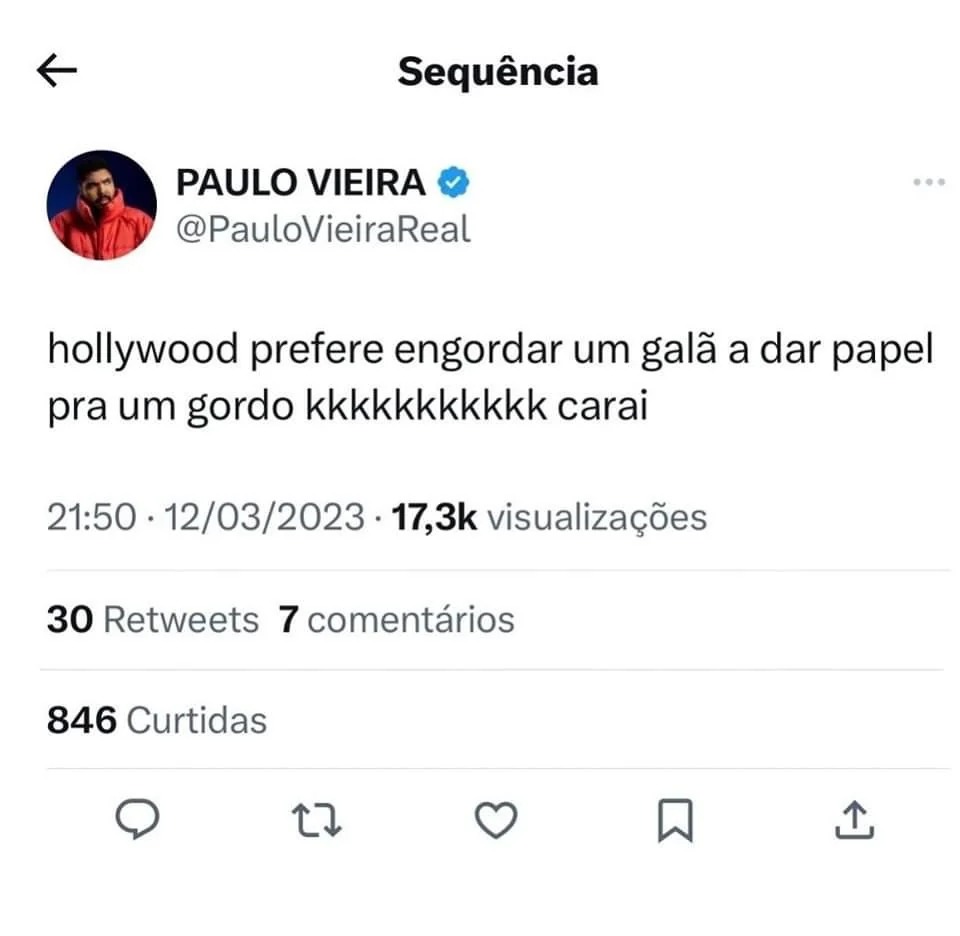 Sequência
PAULO VIEIRA
@PauloVieiraReal
hollywood prefere engordar um galã a dar papel
pra um gordo kkkkkkkkkkk carai
21:50 · 12/03/2023 · 17,3k visualizações
30 Retweets 7 comentários
846 Curtidas